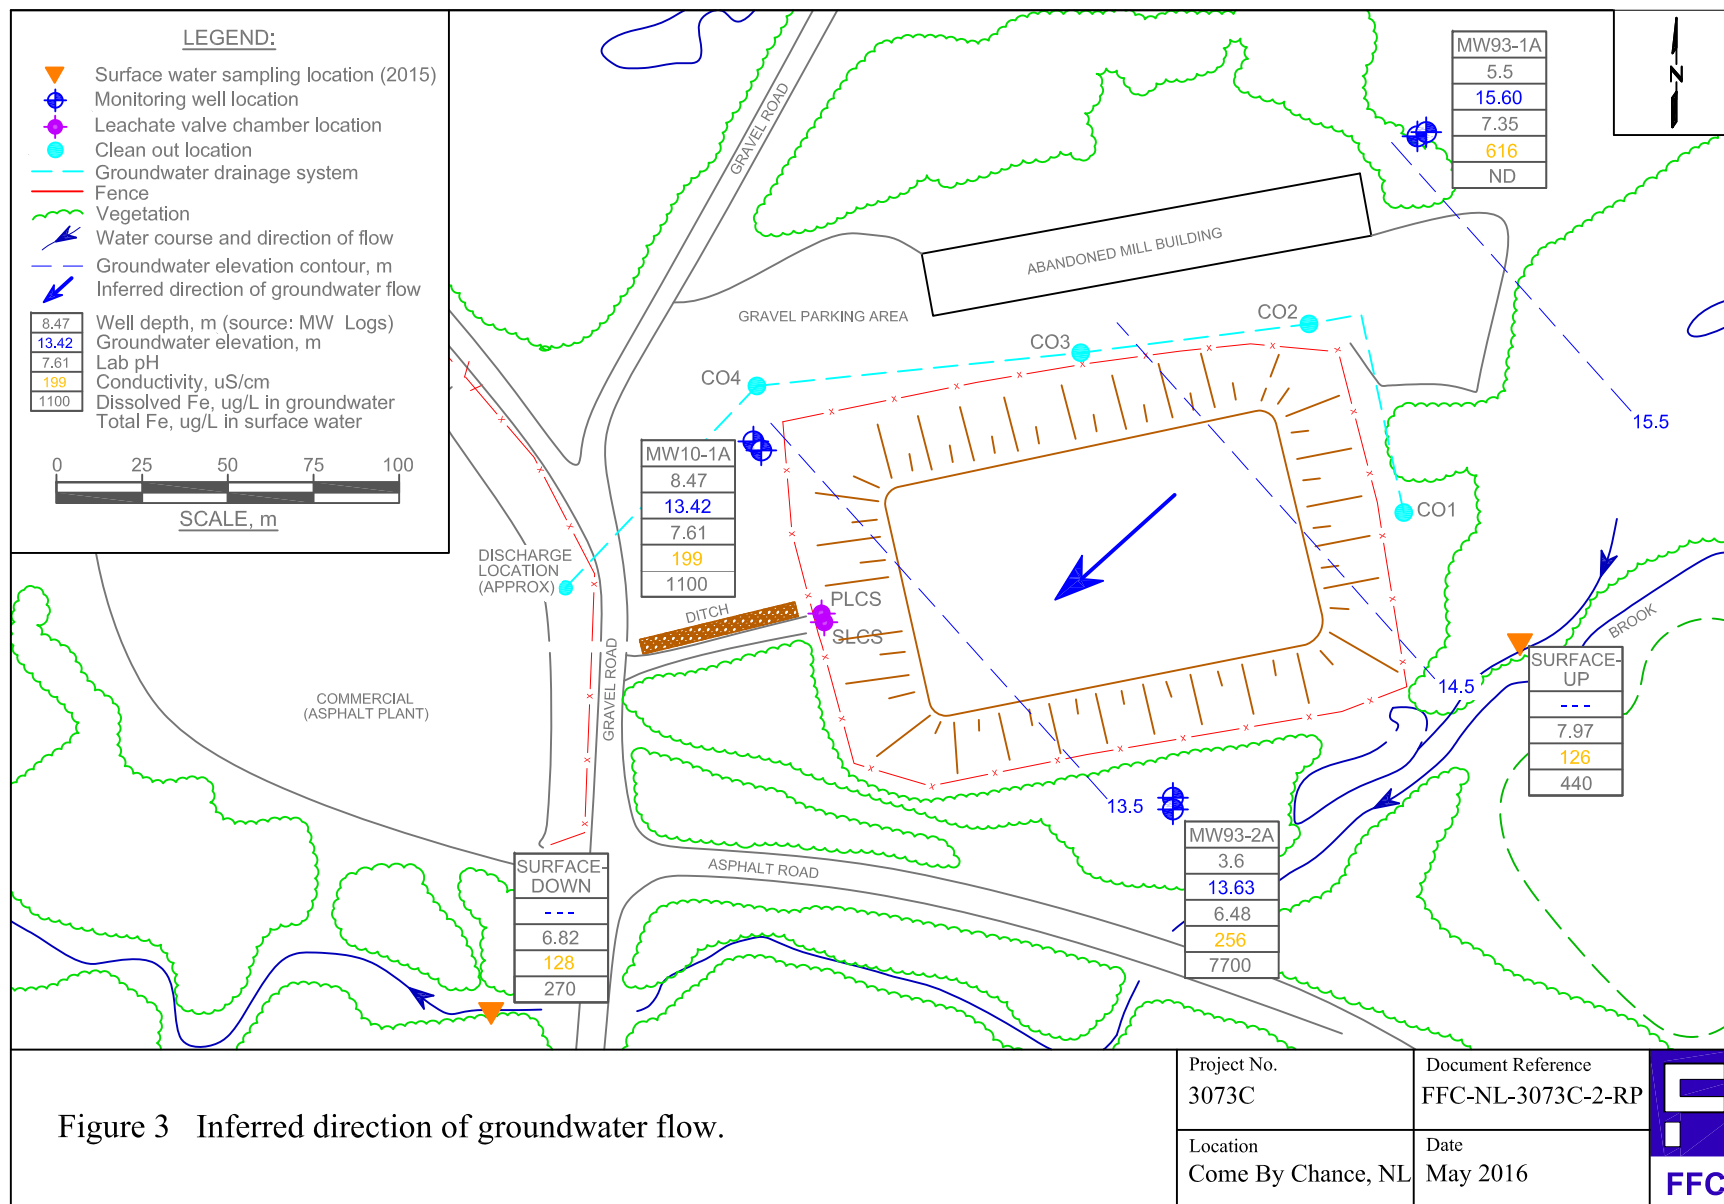 LEGEND:
Surface water sampling location (2015)
Monitoring well location
Leachate valve chamber location
Clean out location
Groundwater drainage system
Fence
Vegetation
Water course and direction of flow
Groundwater elevation contour, m
Inferred direction of groundwater flow
8.47 Well depth, m (source: MW Logs)
13.42 Groundwater elevation, m
7.61 Lab pH
199 Conductivity, uS/cm
1100 Dissolved Fe, ug/L in groundwater
Total Fe, ug/L in surface water
0 25 50 75 100
SCALE, m
GRAVEL ROAD
MW93-1A
5.5
15.60
7.35
616
ND
N
ABANDONED MILL BUILDING
GRAVEL PARKING AREA
CO2
CO3
CO4
15.5
MW10-1A
8.47
13.42
7.61
199
1100
CO1
DISCHARGE
LOCATION
(APPROX)
DITCH
PLCS
SLCS
BROOK
GRAVEL ROAD
COMMERCIAL
(ASPHALT PLANT)
14.5
SURFACE-
UP
---
7.97
126
440
13.5
MW93-2A
3.6
13.63
6.48
256
7700
ASPHALT ROAD
SURFACE-
DOWN
---
6.82
128
270
Figure 3 Inferred direction of groundwater flow.
Project No.
3073C
Document Reference
FFC-NL-3073C-2-RP
Location
Come By Chance, NL
Date
May 2016
FFC